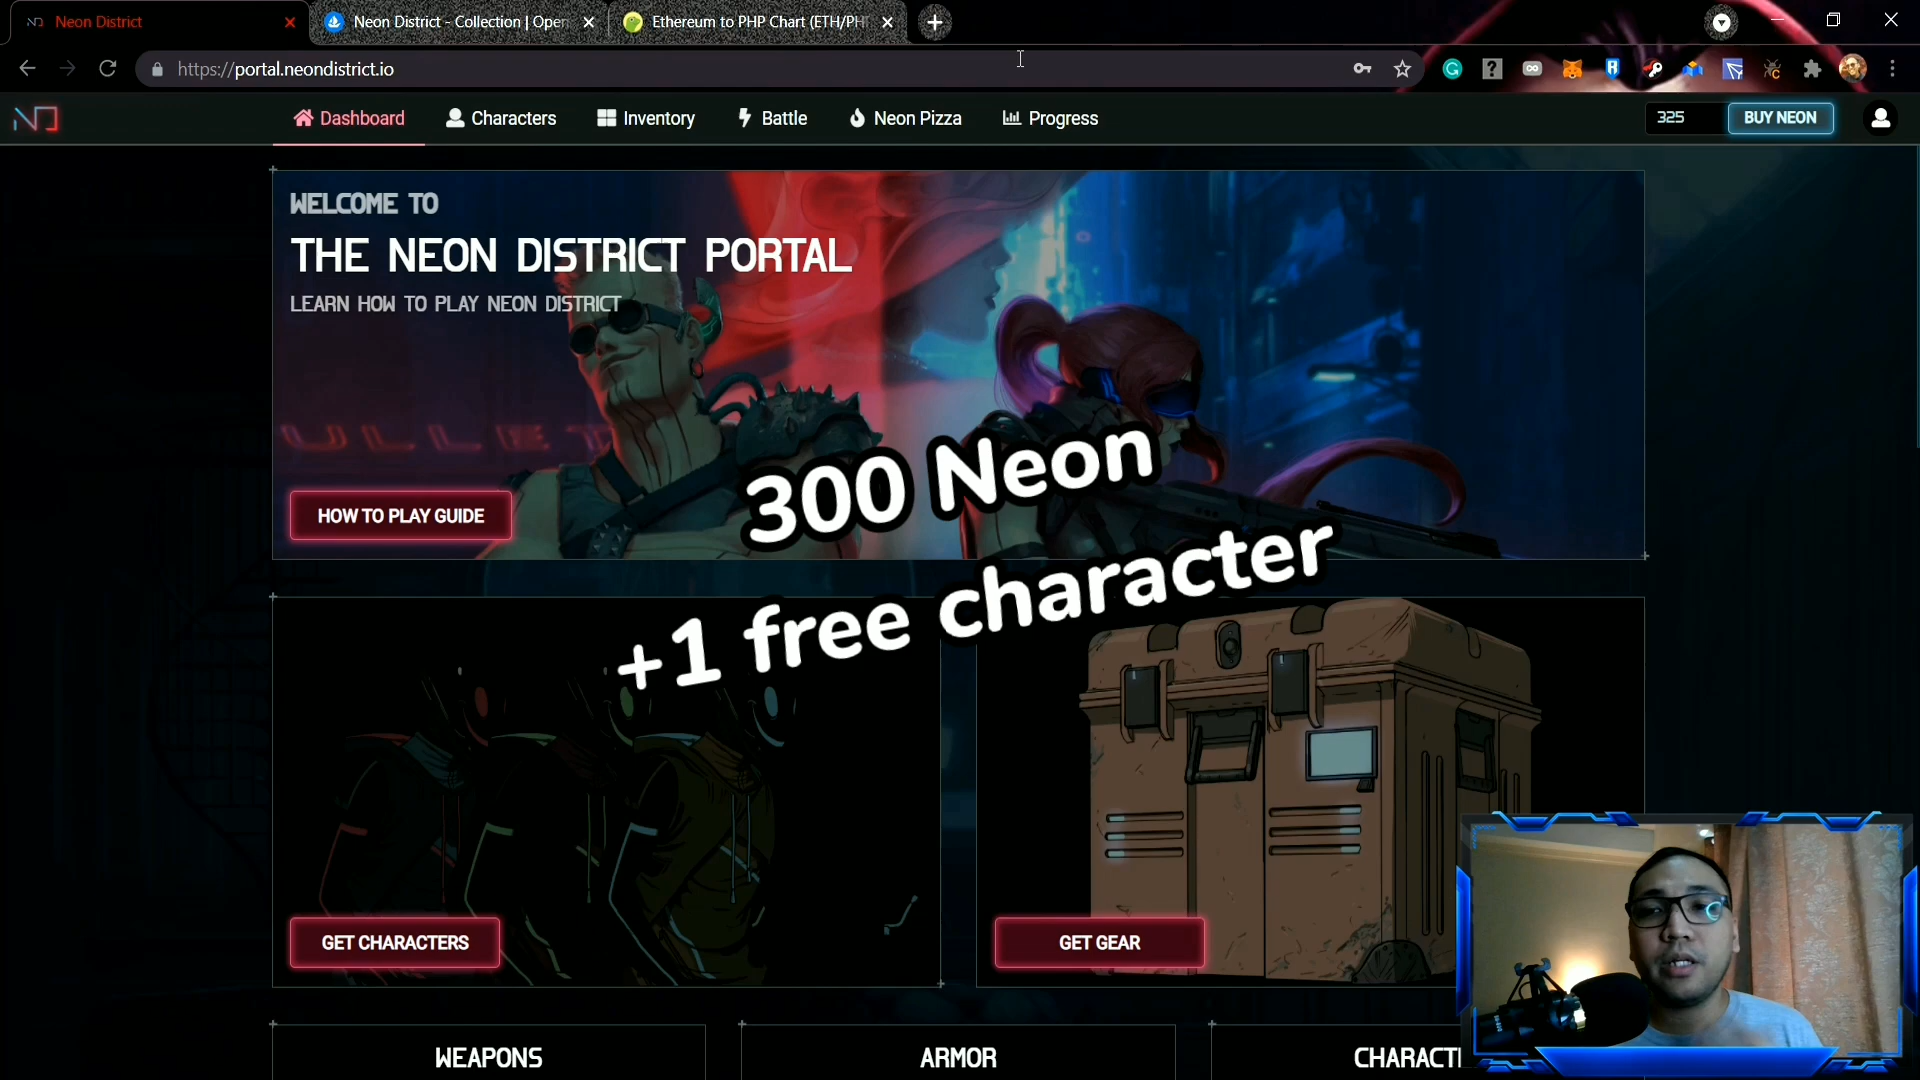 Neon District
Neon District - Collection | Open
Ethereum to PHP Chart (ETH/PH
https://portal.neondistrict.io
ND
Dashboard
Characters
Inventory
Battle
Neon Pizza
Progress
325
BUY NEON
WELCOME TO
THE NEON DISTRICT PORTAL
LEARN HOW TO PLAY NEON DISTRICT
HOW TO PLAY GUIDE
300 Neon
+1 free character
GET CHARACTERS
GET GEAR
WEAPONS
ARMOR
CHARACT